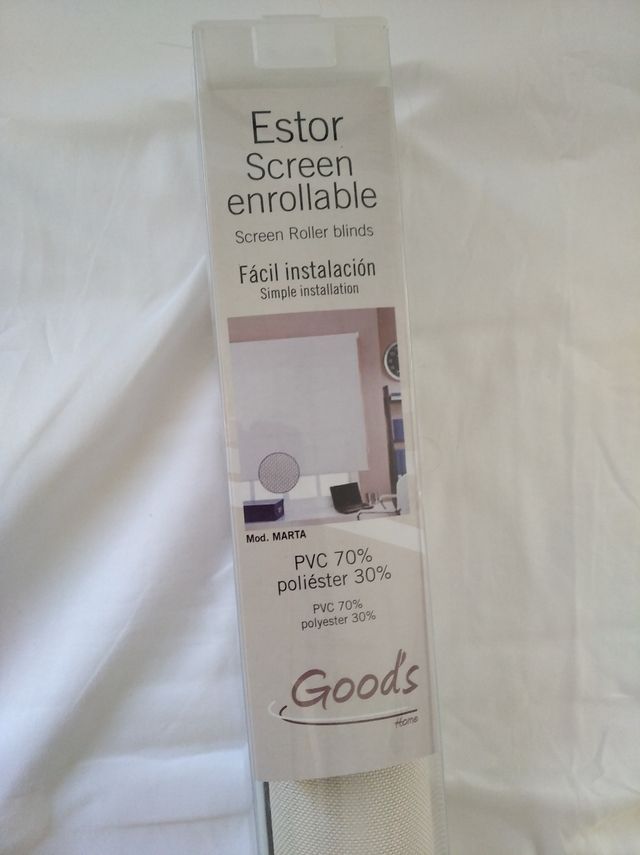 Estor
Screen
enrollable
Screen Roller blinds
Fácil instalación
Simple installation
Mod. MARTA
PVC 70%
poliéster 30%
PVC 70%
polyester 30%
Good's
Home